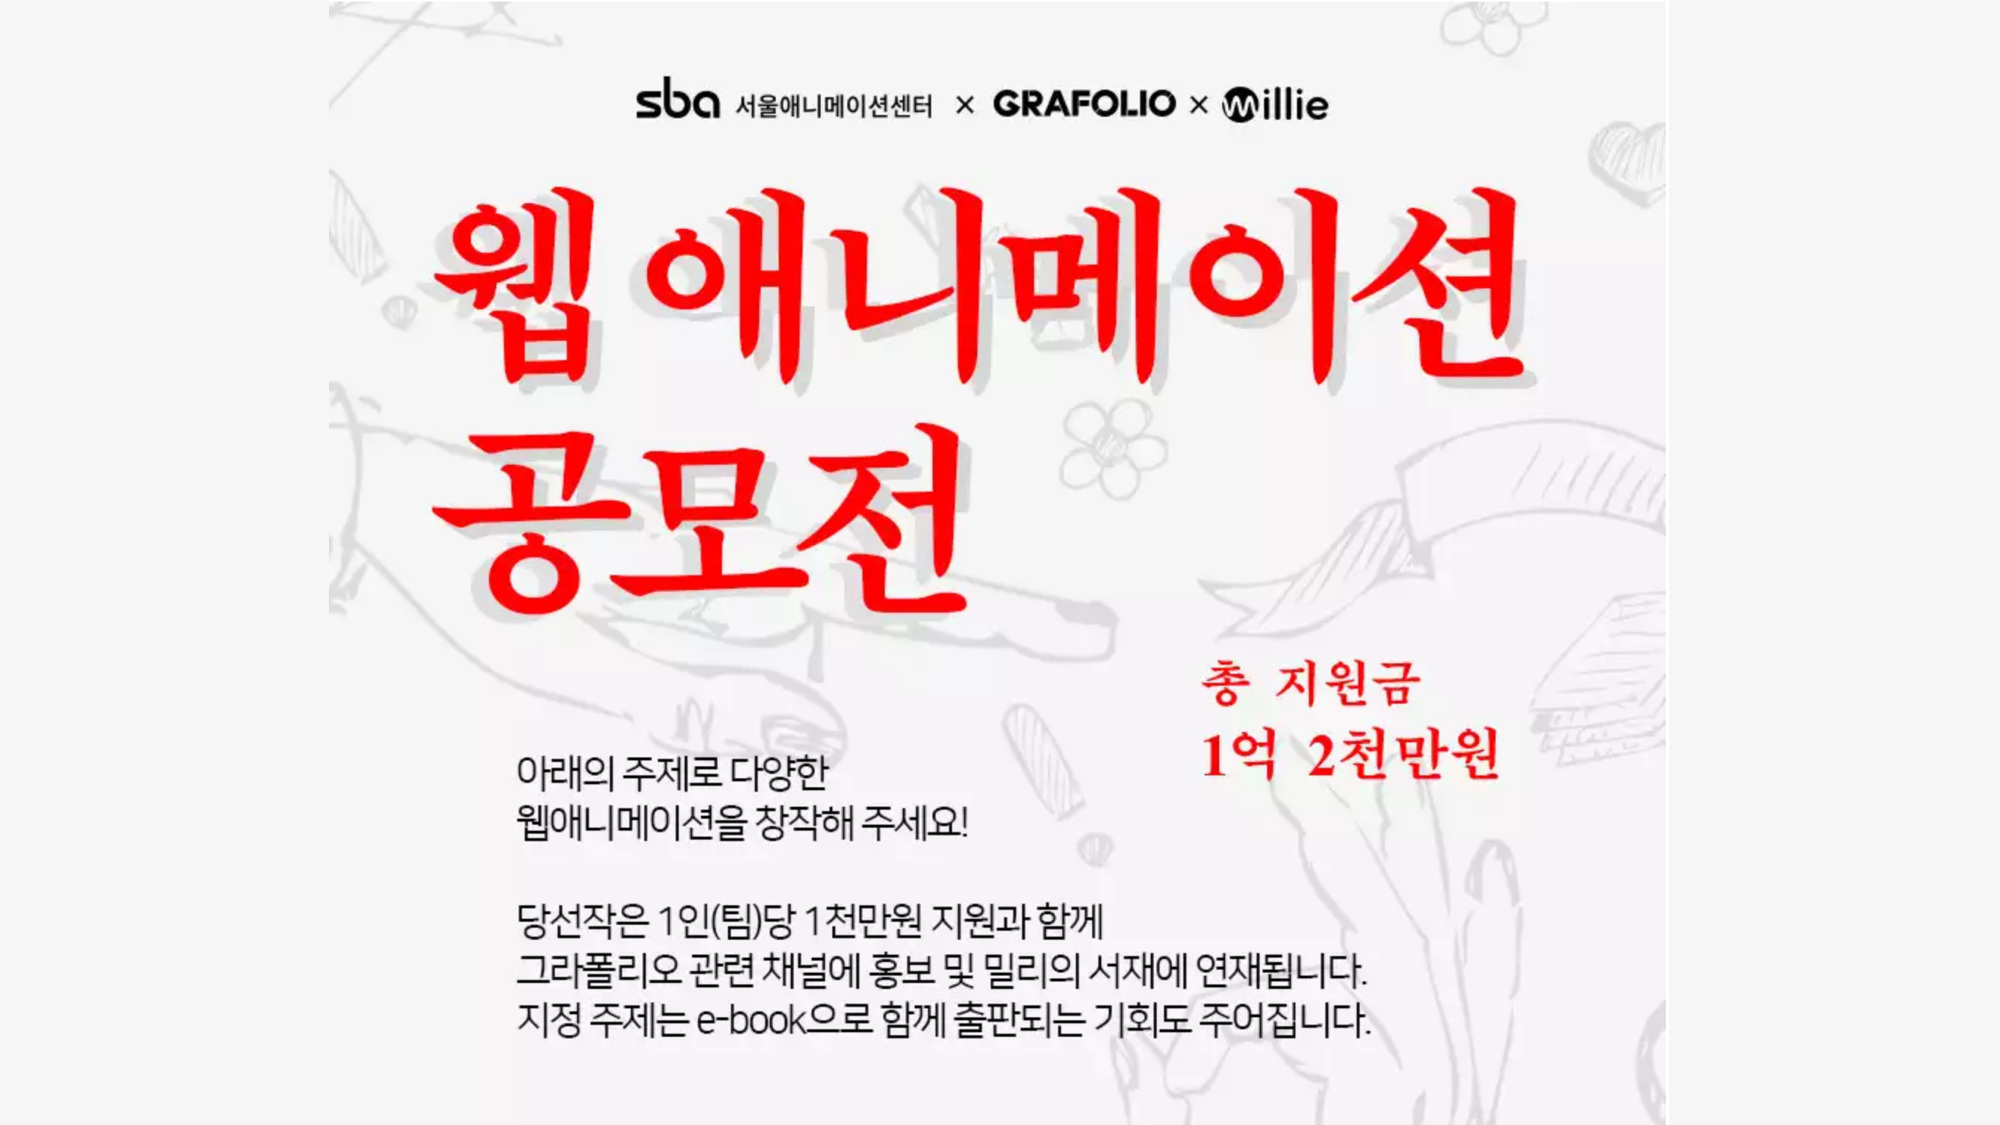 sba 서울애니메이션센터 × GRAFOLIO × millie
웹 애니메이션
공모전
총 지원금
1억 2천만원
아래의 주제로 다양한
웹애니메이션을 창작해 주세요!
당선작은 1인(팀)당 1천만원 지원과 함께
그라폴리오 관련 채널에 홍보 및 밀리의 서재에 연재됩니다.
지정 주제는 e-book으로 함께 출판되는 기회도 주어집니다.